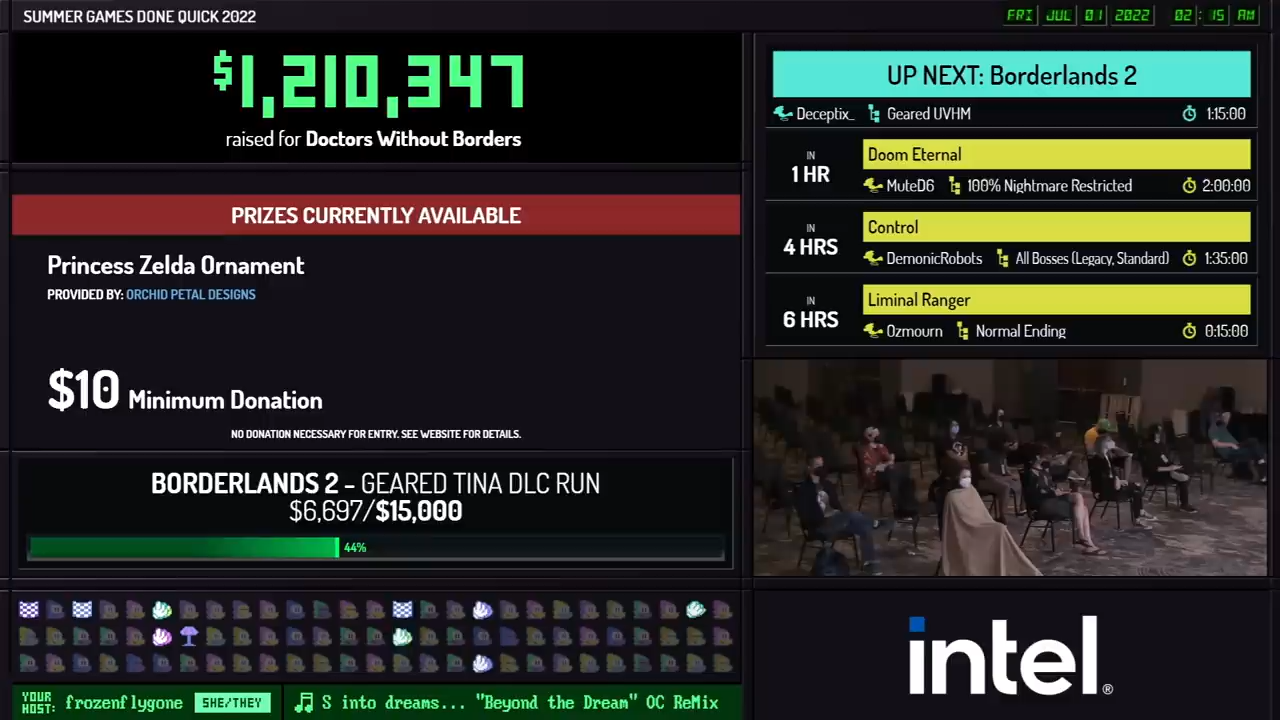 SUMMER GAMES DONE QUICK 2022
FRI JUL 01 2022 02:15 AM
$1,210,347
raised for Doctors Without Borders
PRIZES CURRENTLY AVAILABLE
Princess Zelda Ornament
PROVIDED BY: ORCHID PETAL DESIGNS
$10 Minimum Donation
NO DONATION NECESSARY FOR ENTRY. SEE WEBSITE FOR DETAILS.
BORDERLANDS 2 - GEARED TINA DLC RUN
$6,697/$15,000
44%
YOUR HOST: frozenflygone SHE/THEY
S into dreams... "Beyond the Dream" OC ReMix
UP NEXT: Borderlands 2
Deceptix_ Geared UVHM 1:15:00
IN 1 HR
Doom Eternal
MuteD6 100% Nightmare Restricted 2:00:00
IN 4 HRS
Control
DemonicRobots All Bosses (Legacy, Standard) 1:35:00
IN 6 HRS
Liminal Ranger
Ozmourn Normal Ending 0:15:00
intel®